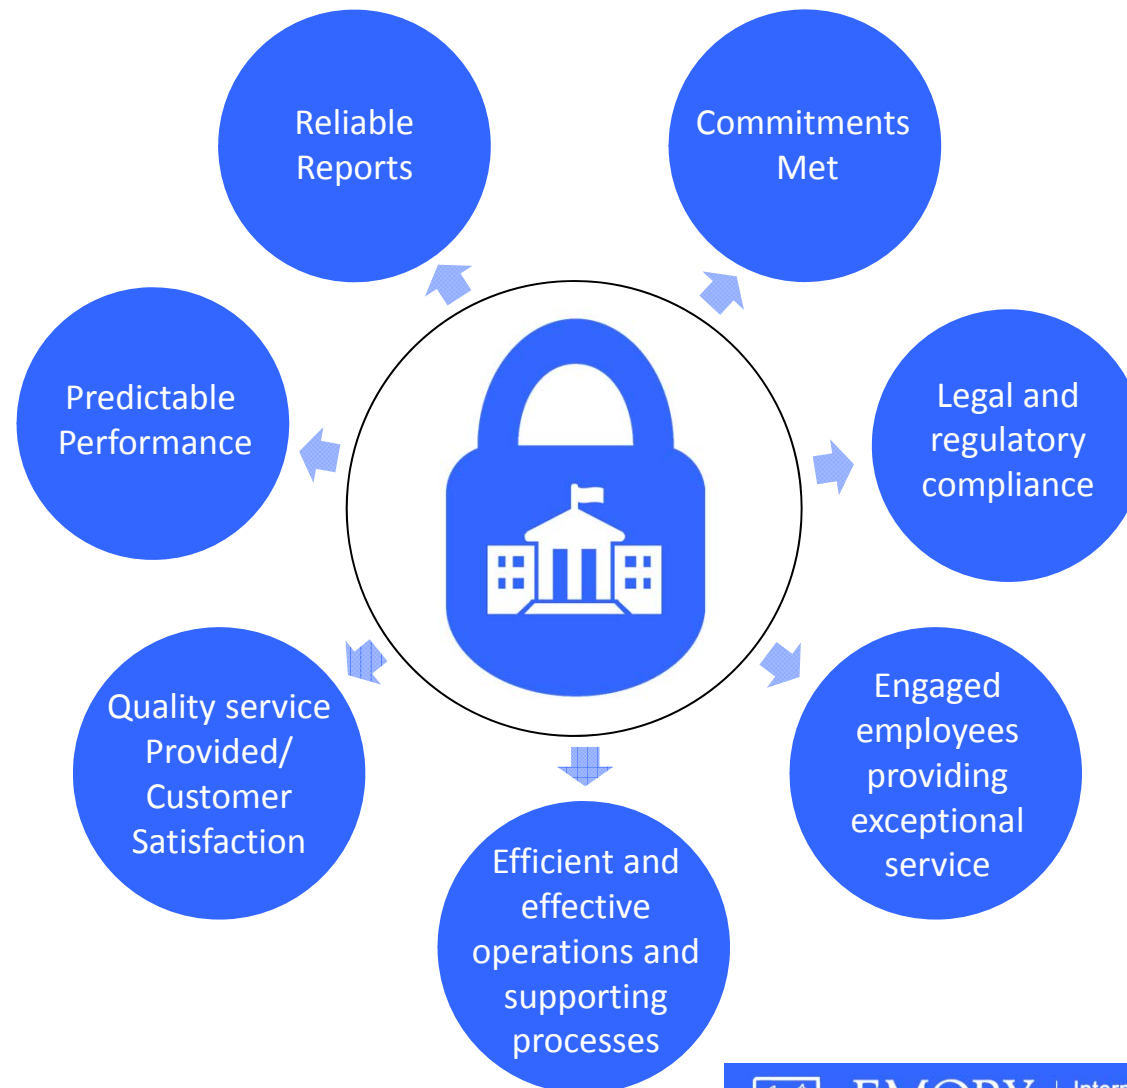 Reliable
Reports
Commitments
Met
Predictable
Performance
Legal and
regulatory
compliance
Quality service
Provided/
Customer
Satisfaction
Engaged
employees
providing
exceptional
service
Efficient and
effective
operations and
supporting
processes